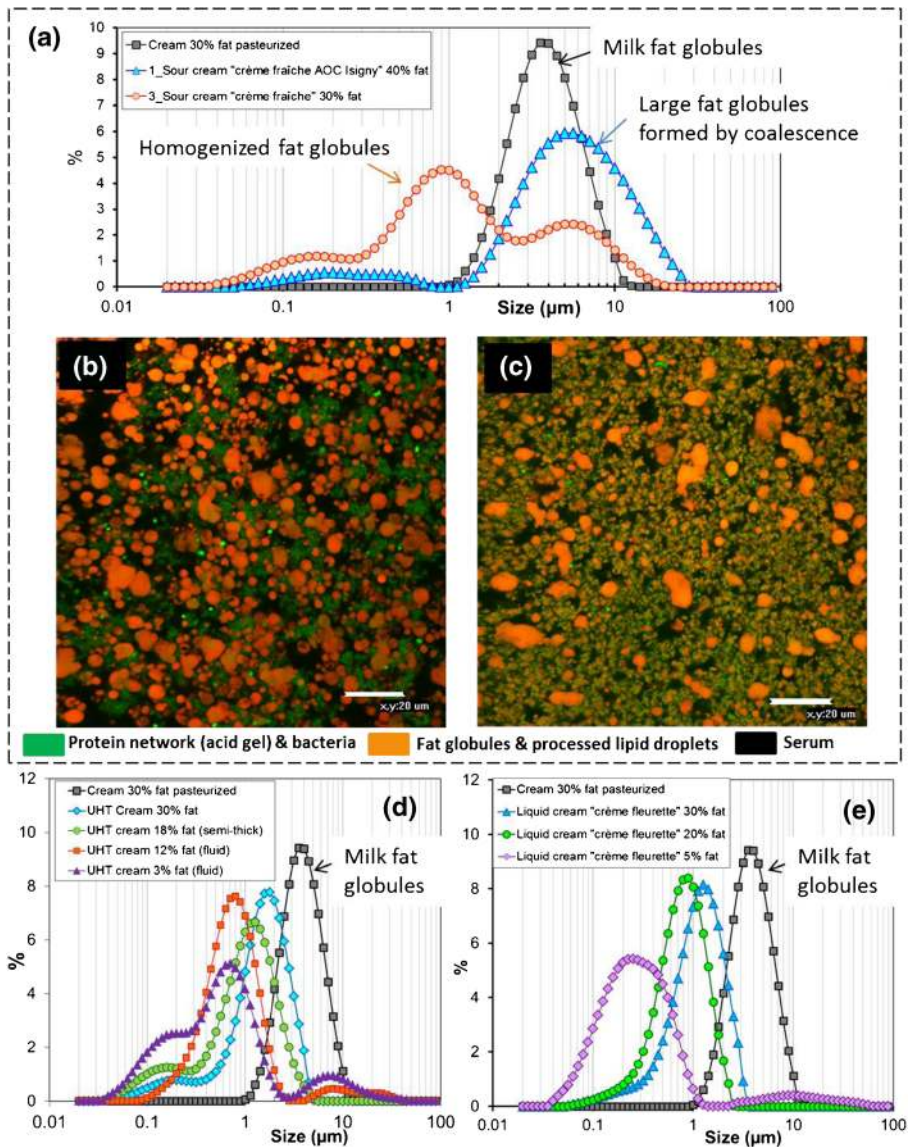 (a)
Cream 30% fat pasteurized
1_Sour cream "crème fraîche AOC Isigny" 40% fat
3_Sour cream "crème fraiche" 30% fat
Milk fat globules
Large fat globules
formed by coalescence
Homogenized fat globules
%
10
9
8
7
6
5
4
3
2
1
0
0.01
0.1
1
10
100
Size (µm)
(b)
x,y:20 um
(c)
x,y:20 um
Protein network (acid gel) & bacteria
Fat globules & processed lipid droplets
Serum
(d)
Cream 30% fat pasteurized
UHT Cream 30% fat
UHT cream 18% fat (semi-thick)
UHT cream 12% fat (fluid)
UHT cream 3% fat (fluid)
Milk fat
globules
%
12
10
8
6
4
2
0
0.01
0.1
1
10
100
Size (µm)
(e)
Cream 30% fat pasteurized
Liquid cream "crème fleurette" 30% fat
Liquid cream "crème fleurette" 20% fat
Liquid cream "crème fleurette" 5% fat
Milk fat
globules
%
12
10
8
6
4
2
0
0.01
0.1
1
10
100
Size (µm)